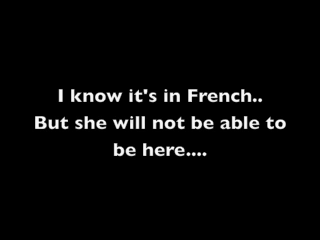 I know it's in French..
But she will not be able to
be here....